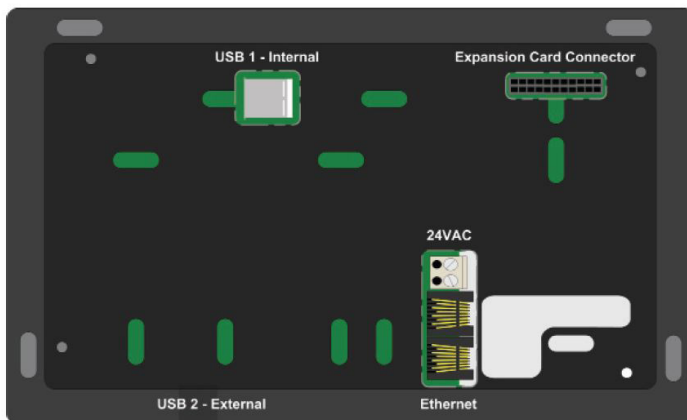 USB 1 - Internal
Expansion Card Connector
24VAC
USB 2 - External
Ethernet